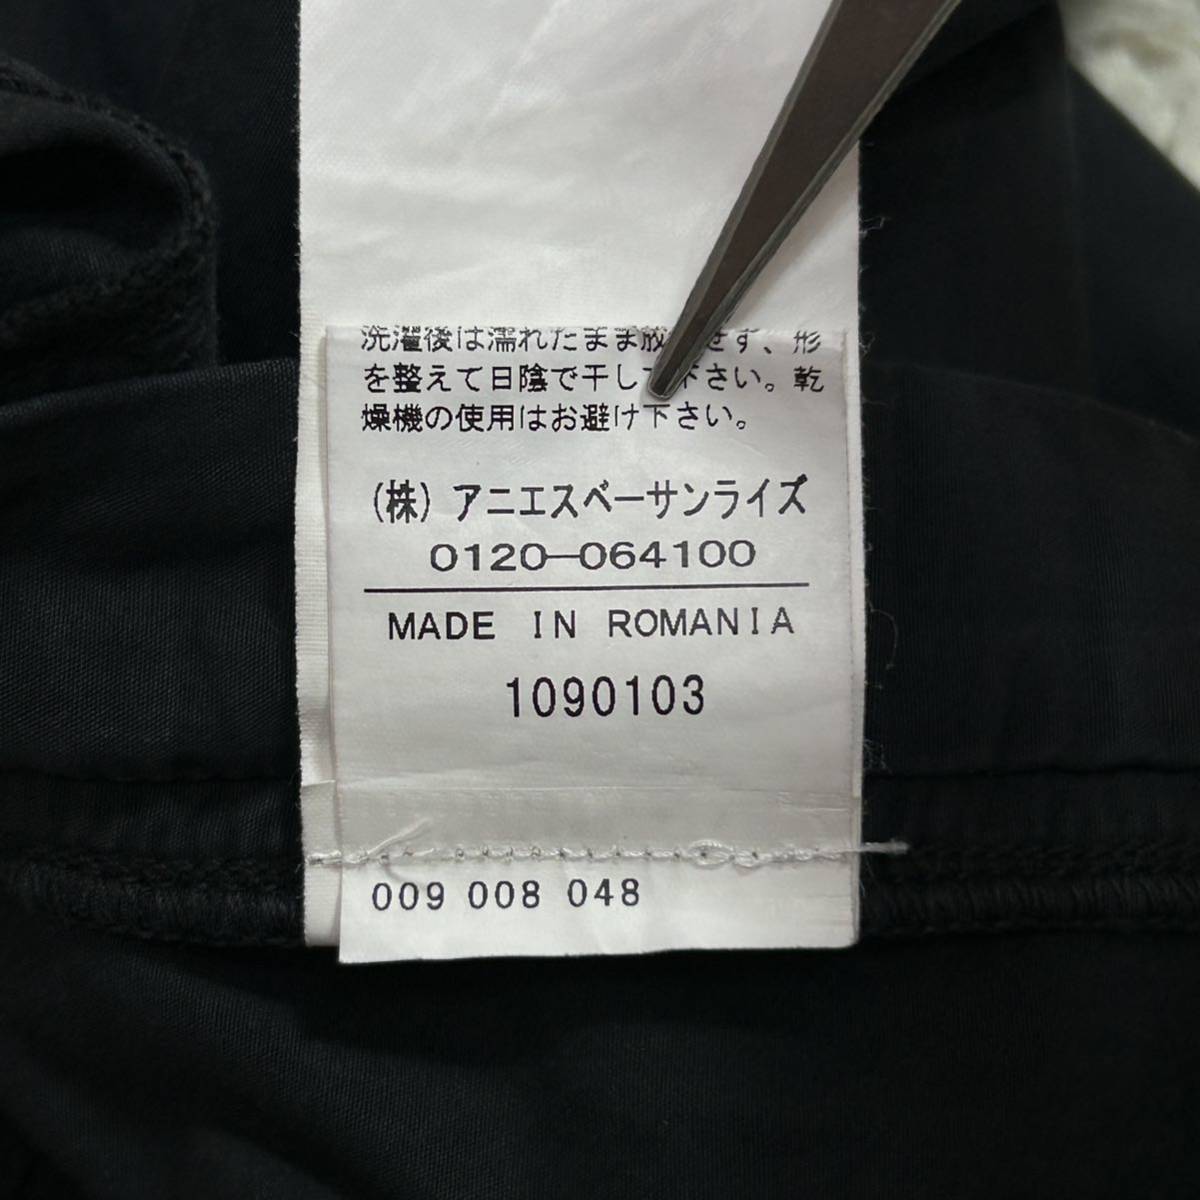 洗濯後は濡れたまま放 せず、形
を整えて日陰で干し下さい。乾
燥機の使用はお避け下さい。
(株)アニエスベーサンライズ
0120-064100
MADE IN ROMANIA
1090103
009 008 048